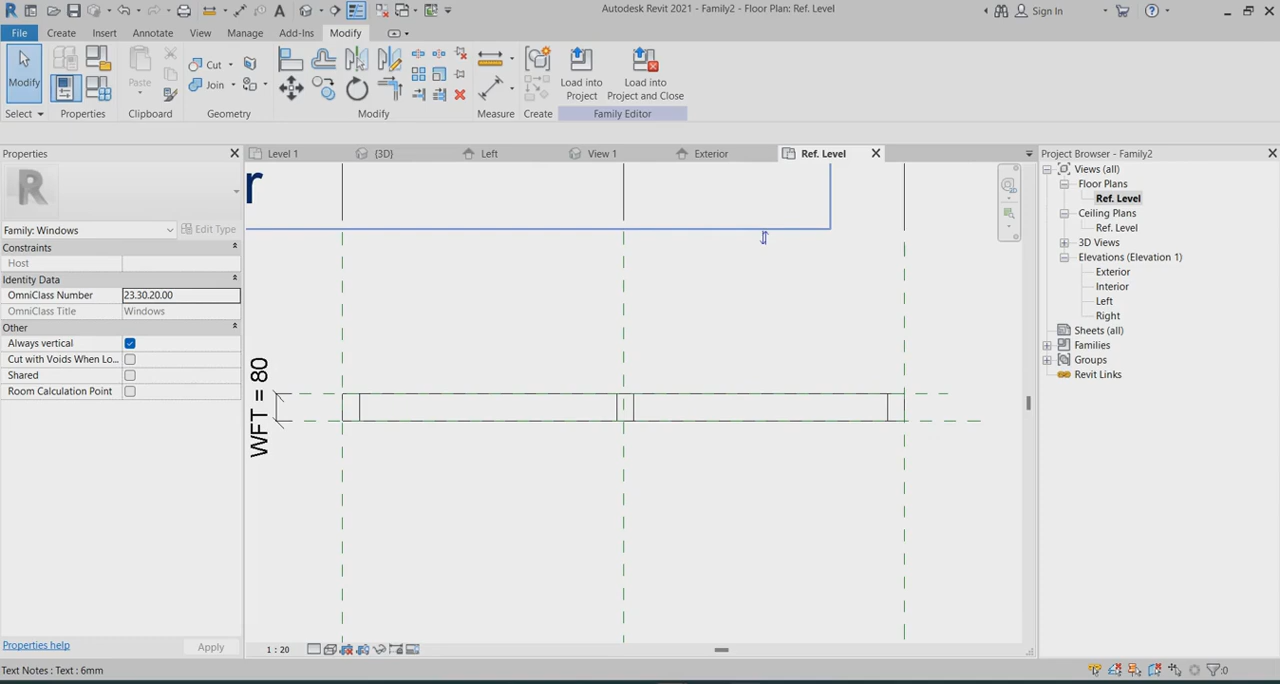 Autodesk Revit 2021 - Family2 - Floor Plan: Ref. Level
Sign In
File Create Insert Annotate View Manage Add-Ins Modify
Modify
Paste
Cut
Join
Load into Project
Load into Project and Close
Select Properties Clipboard Geometry Modify Measure Create Family Editor
Properties
Level 1
{3D}
Left
View 1
Exterior
Ref. Level
Project Browser - Family2
R
Family: Windows
Edit Type
Constraints
Host
Identity Data
OmniClass Number 23.30.20.00
OmniClass Title Windows
Other
Always vertical
Cut with Voids When Lo...
Shared
Room Calculation Point
Properties help
Apply
r
WFT = 80
1 : 20
Views (all)
Floor Plans
Ref. Level
Ceiling Plans
Ref. Level
3D Views
Elevations (Elevation 1)
Exterior
Interior
Left
Right
Sheets (all)
Families
Groups
Revit Links
Text Notes : Text : 6mm
:0